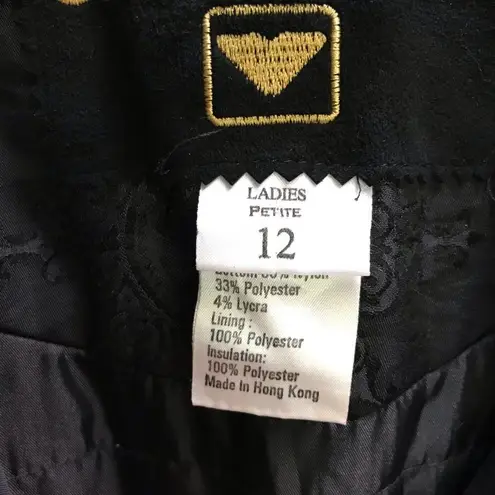 LADIES
PETITE
12
33% Polyester
4% Lycra
Lining :
100% Polyester
Insulation:
100% Polyester
Made in Hong Kong